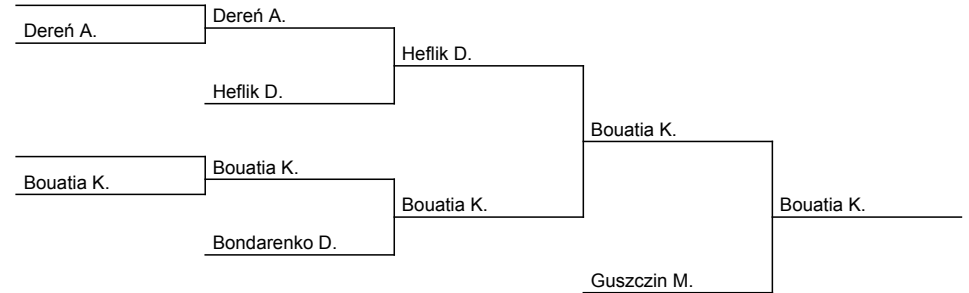 Dereń A.
Dereń A.
Heflik D.
Heflik D.
Bouatia K.
Bouatia K.
Bouatia K.
Bouatia K.
Bouatia K.
Bondarenko D.
Guszczin M.